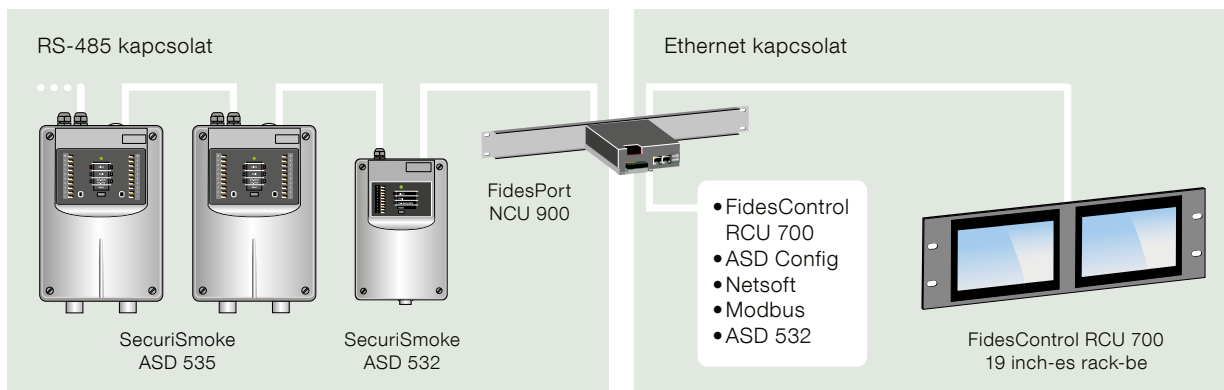 RS-485 kapcsolat
Ethernet kapcsolat
FidesPort
NCU 900
•FidesControl
RCU 700
•ASD Config
•Netsoft
•Modbus
•ASD 532
SecuriSmoke
ASD 535
SecuriSmoke
ASD 532
FidesControl RCU 700
19 inch-es rack-be